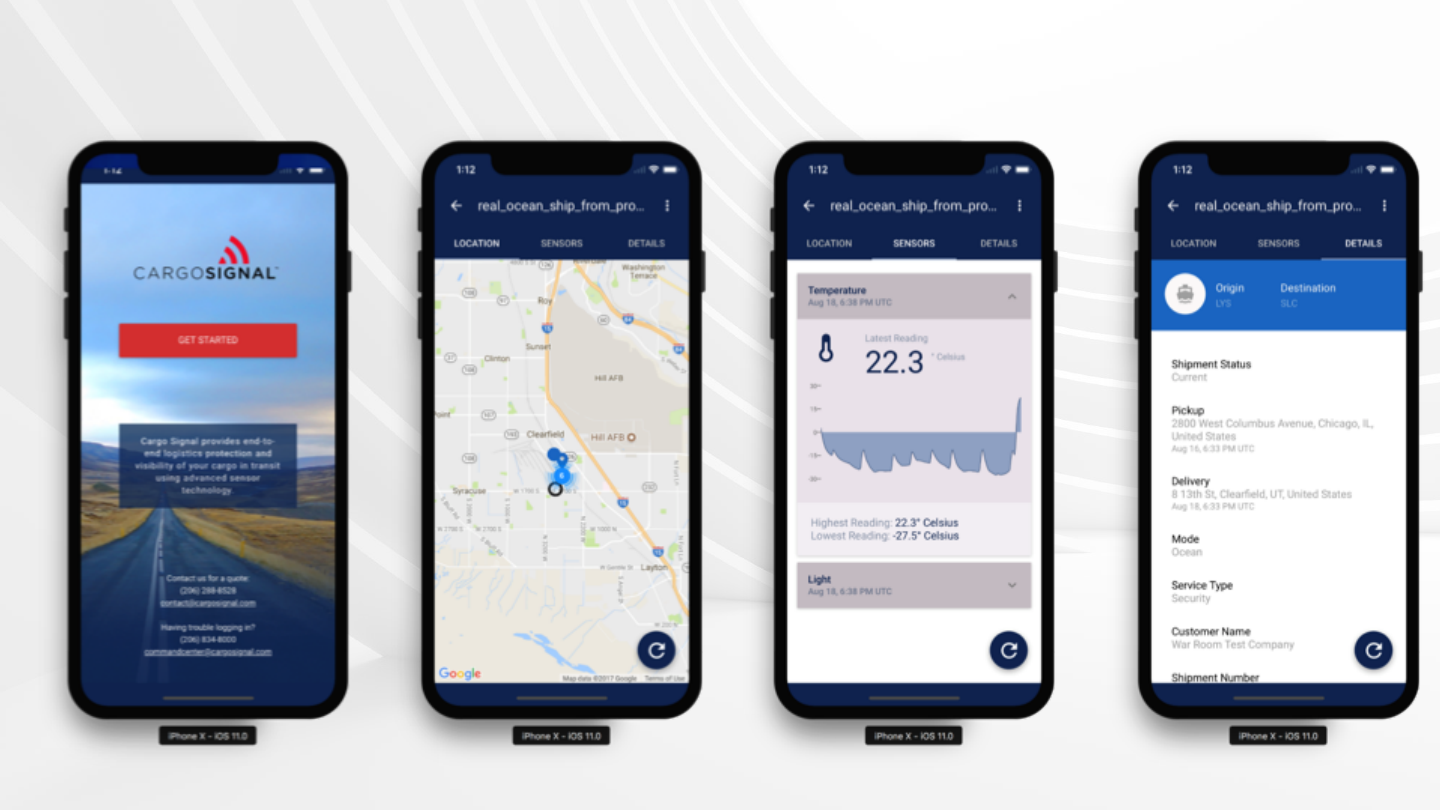 CARGOSIGNAL
GET STARTED
Cargo Signal provides end-to-
end logistics protection and
visibility of your cargo in transit
using advanced sensor
technology.
Contact us for a quote:
(206) 288-8528
contact@cargosignal.com
Having trouble logging in?
(206) 834-8000
commandcenter@cargosignal.com
iPhone X - iOS 11.0
1:12
real_ocean_ship_from_pro...
LOCATION SENSORS DETAILS
Washington
Terrace
Roy
Sunset
Clinton
Hill AFB
Clearfield
Hill AFB
Syracuse
W 1700 S
W 2700 S
W 2700 S
W 1000 N
W Gentile St
Layton
Google
Map data ©2017 Google Terms of Use
iPhone X - iOS 11.0
1:12
real_ocean_ship_from_pro...
LOCATION SENSORS DETAILS
Temperature
Aug 18, 6:38 PM UTC
Latest Reading
22.3 ° Celsius
30
15
0
-15
-30
Highest Reading: 22.3° Celsius
Lowest Reading: -27.5° Celsius
Light
Aug 18, 6:38 PM UTC
iPhone X - iOS 11.0
1:12
real_ocean_ship_from_pro...
LOCATION SENSORS DETAILS
Origin Destination
LYS SLC
Shipment Status
Current
Pickup
2800 West Columbus Avenue, Chicago, IL,
United States
Aug 16, 6:33 PM UTC
Delivery
8 13th St, Clearfield, UT, United States
Aug 18, 6:33 PM UTC
Mode
Ocean
Service Type
Security
Customer Name
War Room Test Company
Shipment Number
iPhone X - iOS 11.0